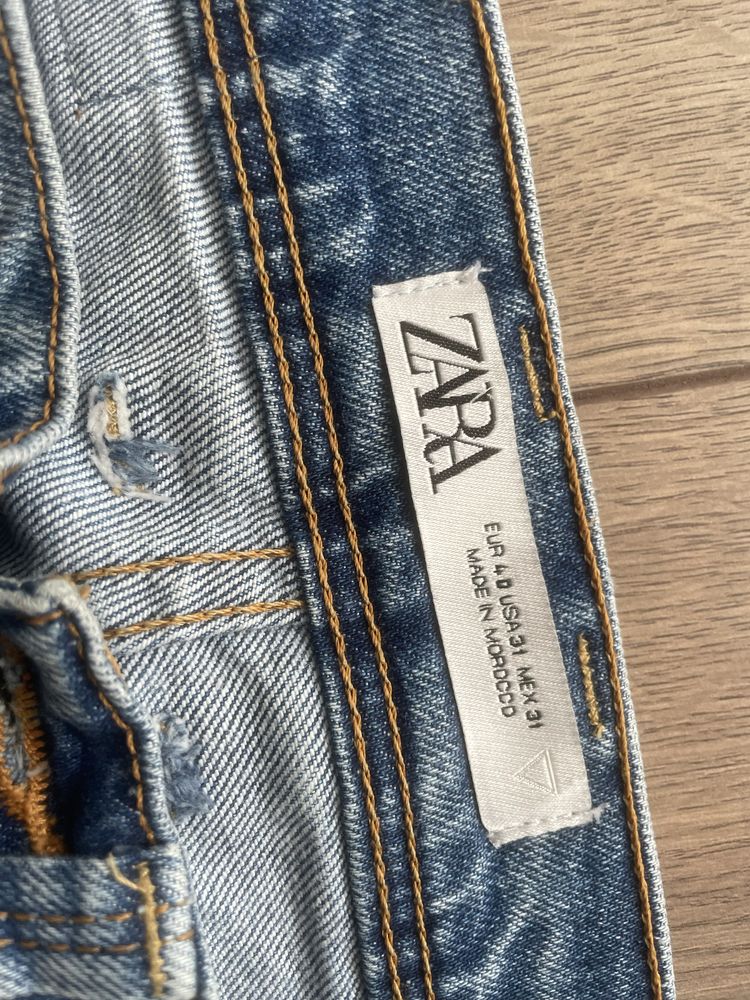 ZARA
EUR 40 USA 31 MEX 31
MADE IN MOROCCO